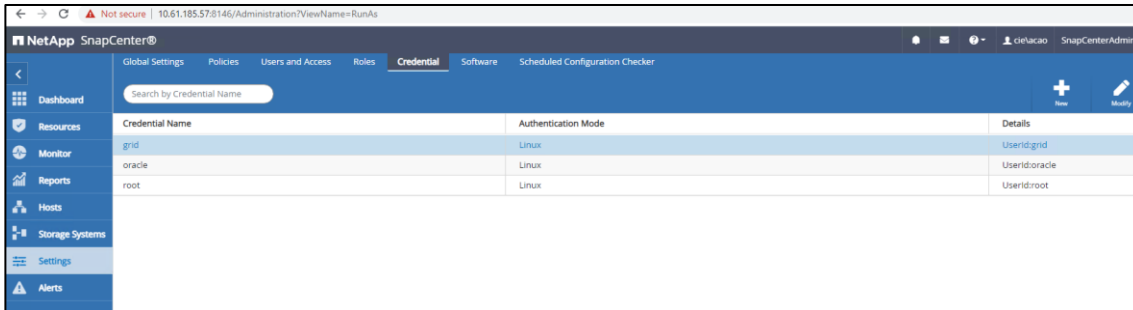 Not secure | 10.61.185.57:8146/Administration?ViewName=RunAs
NetApp SnapCenter® cie\acao SnapCenterAdmin
Global Settings Policies Users and Access Roles Credential Software Scheduled Configuration Checker
Search by Credential Name
New Modify
Dashboard
Resources
Monitor
Reports
Hosts
Storage Systems
Settings
Alerts
Credential Name Authentication Mode Details
grid Linux UserId:grid
oracle Linux UserId:oracle
root Linux UserId:root